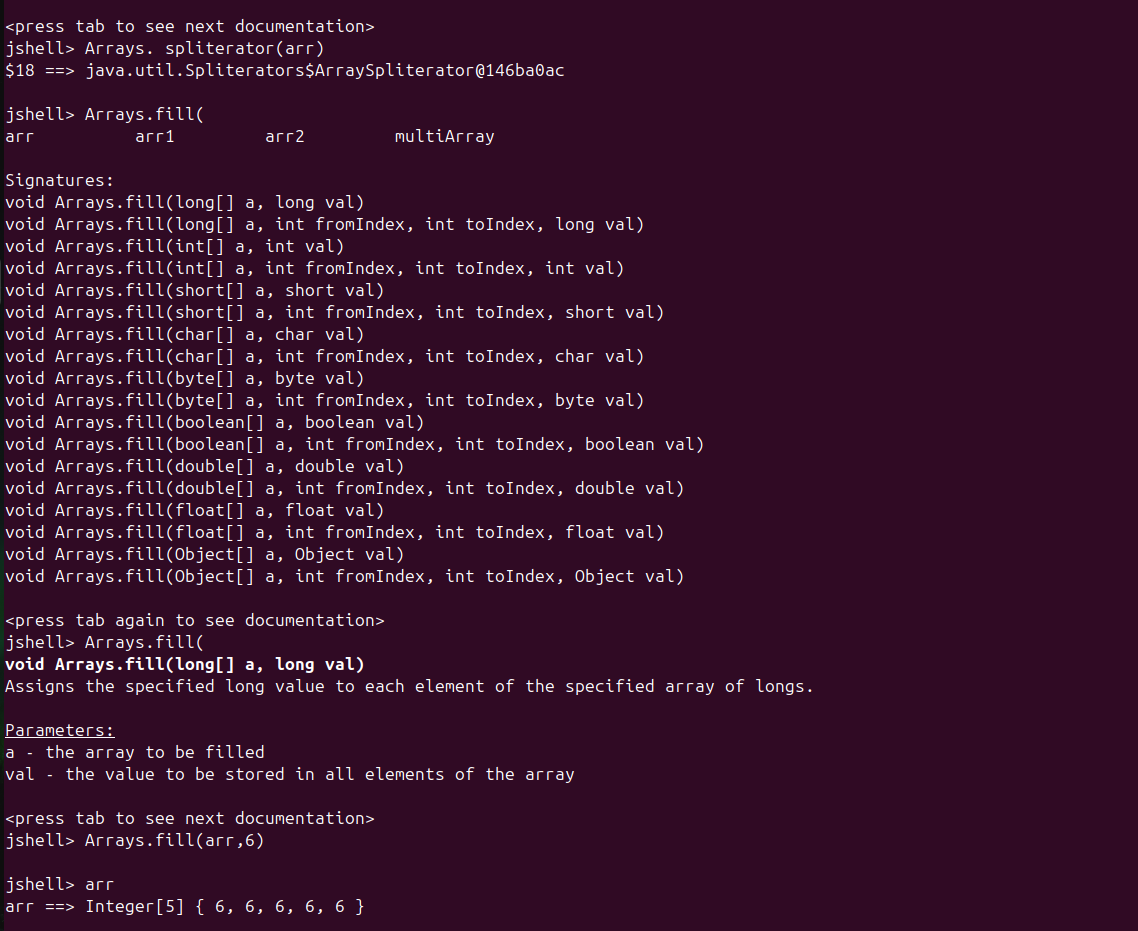 <press tab to see next documentation>
jshell> Arrays. spliterator(arr)
$18 ==> java.util.Spliterators$ArraySpliterator@146ba0ac
jshell> Arrays.fill(
arr          arr1         arr2         multiArray
Signatures:
void Arrays.fill(long[] a, long val)
void Arrays.fill(long[] a, int fromIndex, int toIndex, long val)
void Arrays.fill(int[] a, int val)
void Arrays.fill(int[] a, int fromIndex, int toIndex, int val)
void Arrays.fill(short[] a, short val)
void Arrays.fill(short[] a, int fromIndex, int toIndex, short val)
void Arrays.fill(char[] a, char val)
void Arrays.fill(char[] a, int fromIndex, int toIndex, char val)
void Arrays.fill(byte[] a, byte val)
void Arrays.fill(byte[] a, int fromIndex, int toIndex, byte val)
void Arrays.fill(boolean[] a, boolean val)
void Arrays.fill(boolean[] a, int fromIndex, int toIndex, boolean val)
void Arrays.fill(double[] a, double val)
void Arrays.fill(double[] a, int fromIndex, int toIndex, double val)
void Arrays.fill(float[] a, float val)
void Arrays.fill(float[] a, int fromIndex, int toIndex, float val)
void Arrays.fill(Object[] a, Object val)
void Arrays.fill(Object[] a, int fromIndex, int toIndex, Object val)
<press tab again to see documentation>
jshell> Arrays.fill(
void Arrays.fill(long[] a, long val)
Assigns the specified long value to each element of the specified array of longs.
Parameters:
a - the array to be filled
val - the value to be stored in all elements of the array
<press tab to see next documentation>
jshell> Arrays.fill(arr,6)
jshell> arr
arr ==> Integer[5] { 6, 6, 6, 6, 6 }